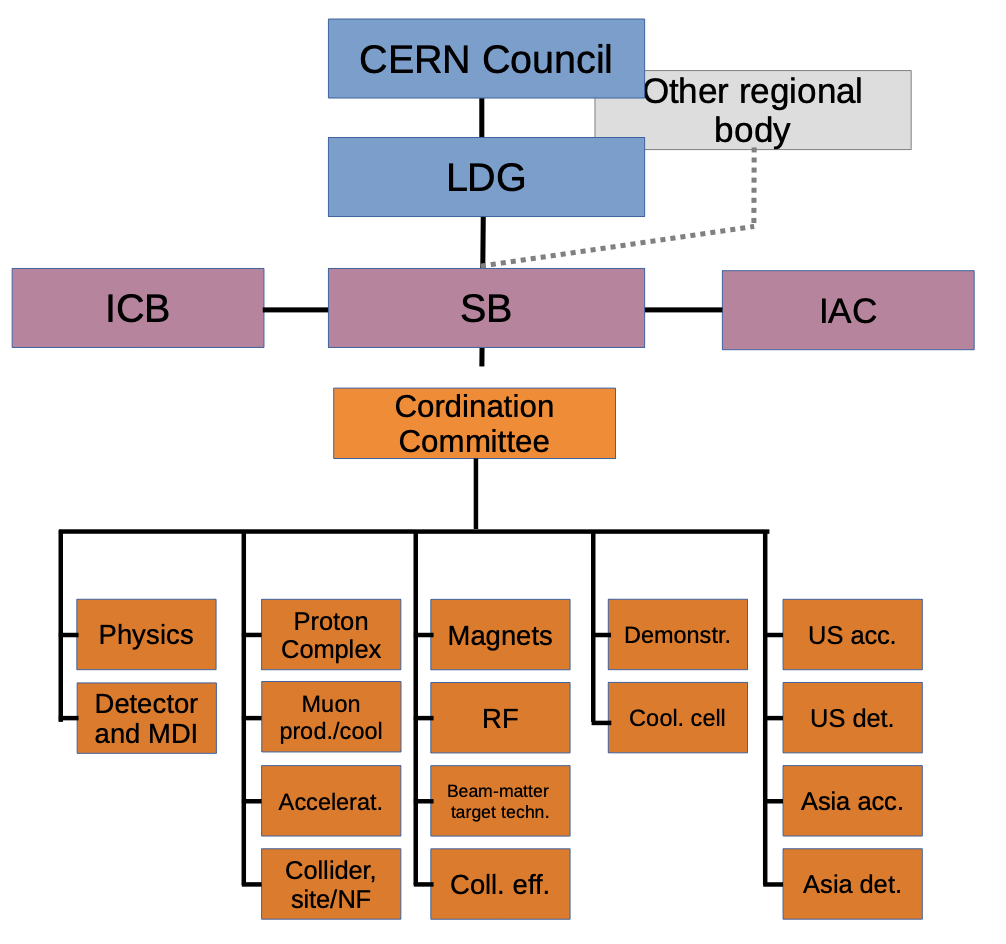 CERN Council
Other regional
body
LDG
ICB
SB
IAC
Cordination
Committee
Physics
Detector
and MDI
Proton
Complex
Muon
prod./cool
Accelerat.
Collider,
site/NF
Magnets
RF
Beam-matter
target techn.
Coll. eff.
Demonstr.
Cool. cell
US acc.
US det.
Asia acc.
Asia det.